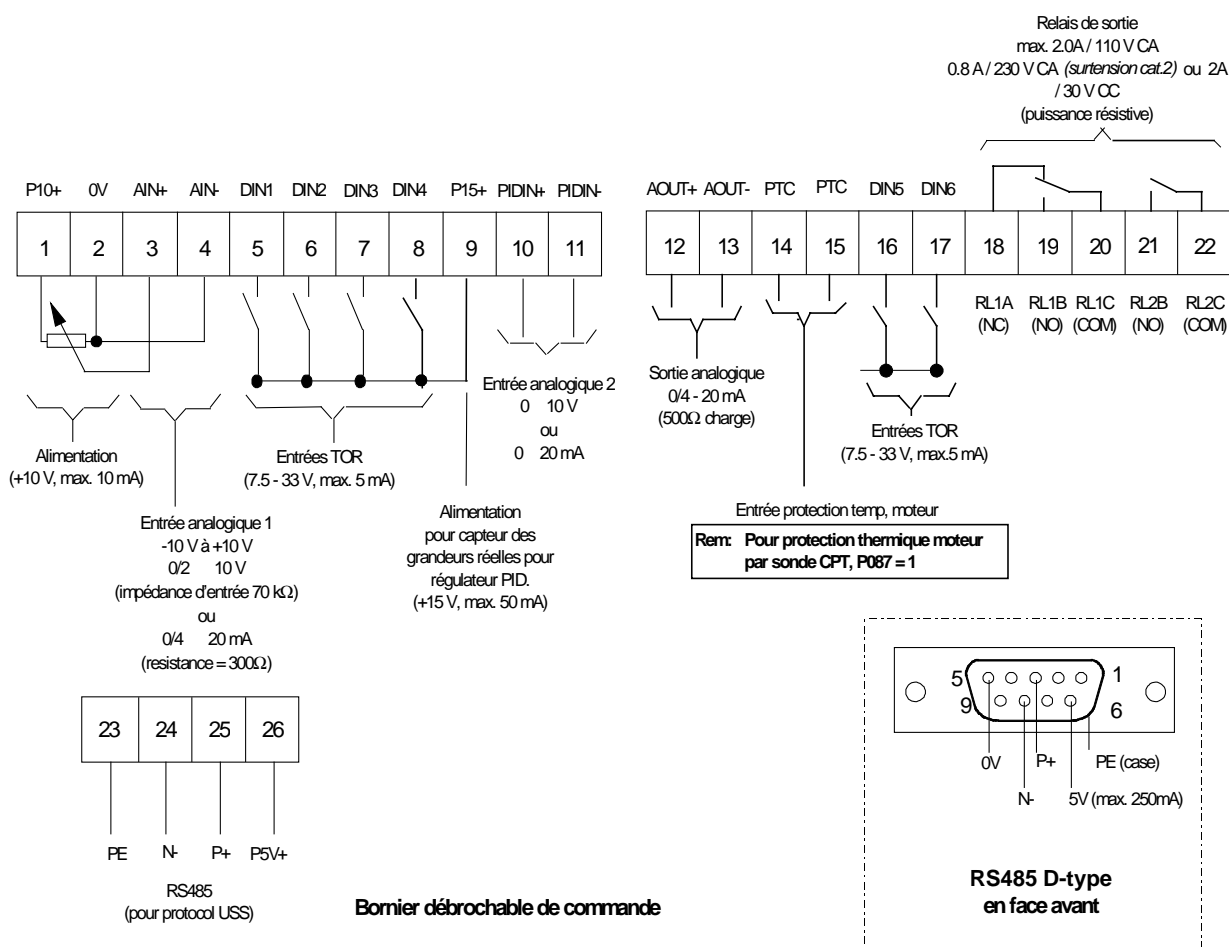 Relais de sortie
max. 2.0A / 110 V CA
0.8 A / 230 V CA (surtension cat.2) ou 2A
/ 30 V CC
(puissance résistive)
P10+ 0V AIN+ AIN- DIN1 DIN2 DIN3 DIN4 P15+ PIDIN+ PIDIN-
1 2 3 4 5 6 7 8 9 10 11
AOUT+ AOUT- PTC PTC DIN5 DIN6
12 13 14 15 16 17 18 19 20 21 22
RL1A RL1B RL1C RL2B RL2C
(NC) (NO) (COM) (NO) (COM)
Alimentation
(+10 V, max. 10 mA)
Entrée analogique 1
-10 V à +10 V
0/2 10 V
(impédance d'entrée 70 kΩ)
ou
0/4 20 mA
(resistance = 300Ω)
Entrées TOR
(7.5 - 33 V, max. 5 mA)
Alimentation
pour capteur des
grandeurs réelles pour
régulateur PID.
(+15 V, max. 50 mA)
Entrée analogique 2
0 10 V
ou
0 20 mA
Sortie analogique
0/4 - 20 mA
(500Ω charge)
Entrées TOR
(7.5 - 33 V, max.5 mA)
Entrée protection temp, moteur
Rem: Pour protection thermique moteur
par sonde CPT, P087 = 1
23 24 25 26
PE N- P+ P5V+
RS485
(pour protocol USS)
Bornier débrochable de commande
5 1
9 6
0V P+ PE (case)
N- 5V (max. 250mA)
RS485 D-type
en face avant